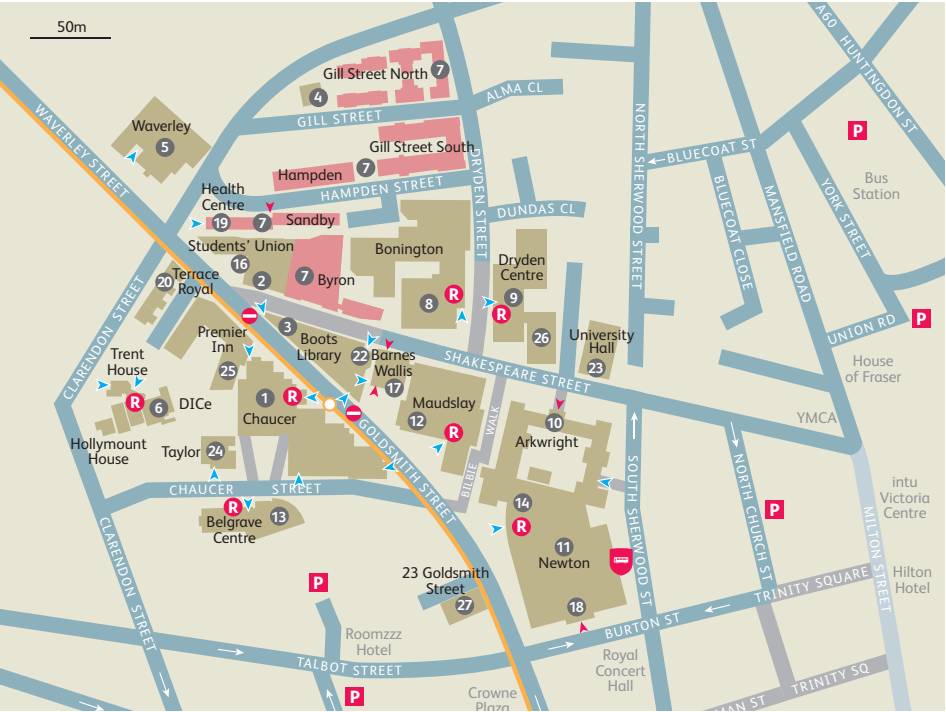 50m
A60 HUNTINGDON ST
Gill Street North
7
4
ALMA CL
GILL STREET
NORTH SHERWOOD STREET
P
WAVERLEY STREET
Waverley
5
Gill Street South
7
DRYDEN STREET
BLUECOAT ST
Hampden
HAMPDEN STREET
Bus
Station
Health
Centre
19
7
Sandby
DUNDAS CL
BLUECOAT CLOSE
MANSFIELD ROAD
YORK STREET
Students' Union
16
2
7
Byron
Bonington
Dryden
Centre
20
Terrace
Royal
8
R
9
R
CLARENDON STREET
Premier
Inn
25
3
Boots
Library
22
Barnes
Wallis
17
26
University
Hall
23
UNION RD
P
SHAKESPEARE STREET
House
of Fraser
Trent
House
R
6
DICe
1
R
Chaucer
Maudslay
12
R
WALK
BILBIE
10
Arkwright
YMCA
Hollymount
House
Taylor
24
GOLDSMITH STREET
CHAUCER STREET
R
Belgrave
Centre
13
14
R
11
Newton
SOUTH SHERWOOD ST
NORTH CHURCH ST
P
intu
Victoria
Centre
MILTON STREET
CLARENDON STREET
23 Goldsmith
Street
27
18
P
TRINITY SQUARE
Hilton
Hotel
BURTON ST
Roomzzz
Hotel
TALBOT STREET
Royal
Concert
Hall
TRINITY SQ
MAN ST
P
Crowne
Plaza